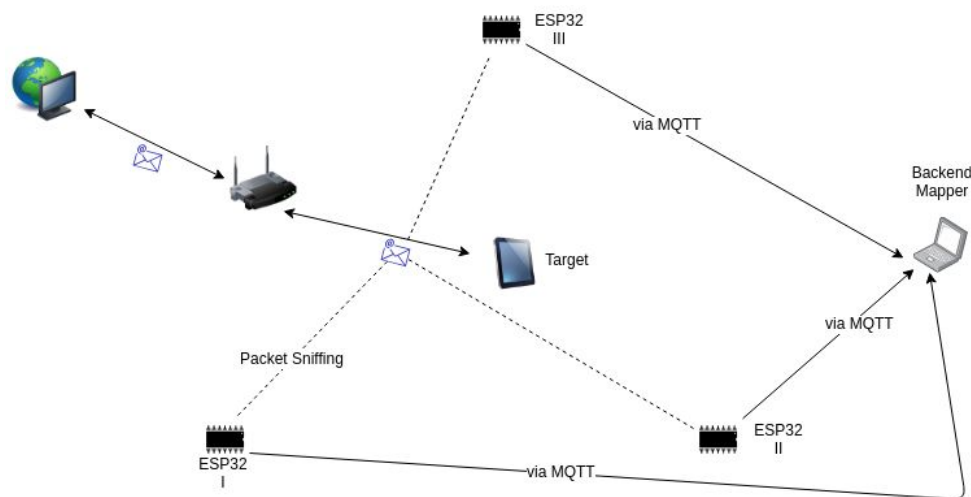 ESP32
III
via MQTT
Backend
Mapper
Target
via MQTT
Packet Sniffing
ESP32
II
ESP32
I
via MQTT